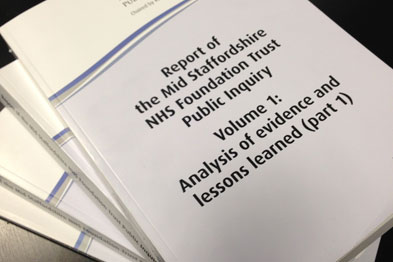 Report of
the Mid Staffordshire
NHS Foundation Trust
Public Inquiry
Volume 1:
Analysis of evidence and
lessons learned (part 1)